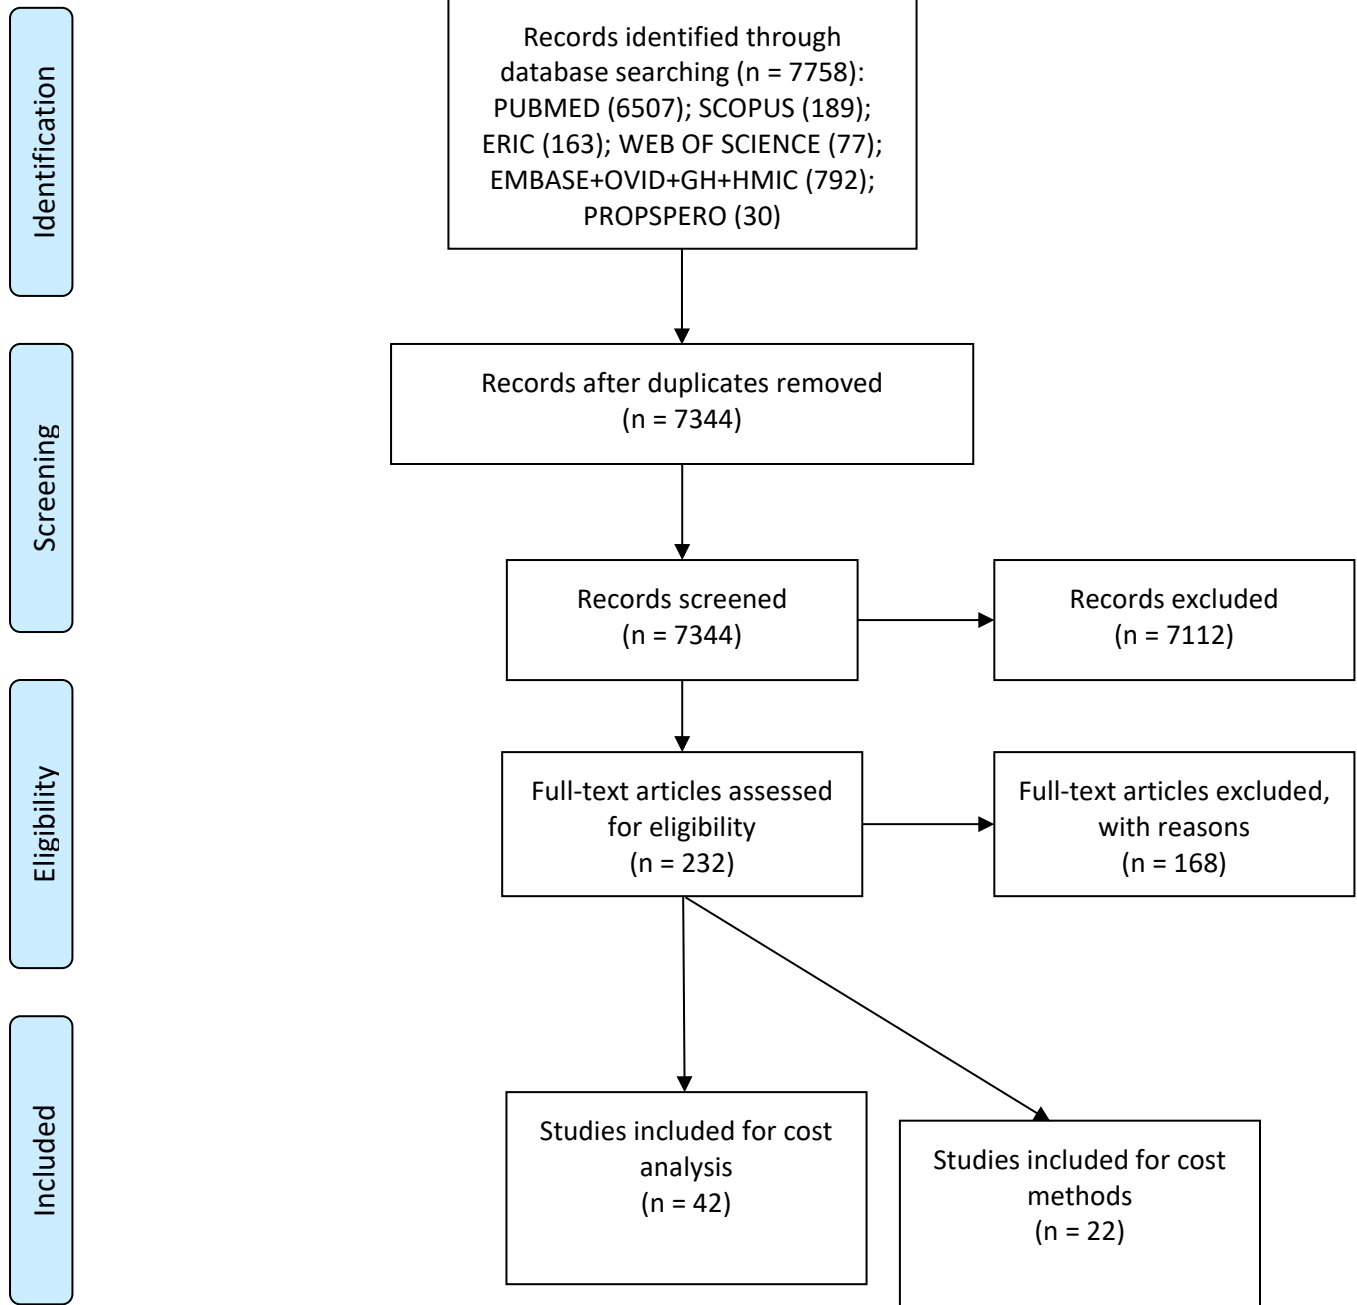 Identification
Records identified through
database searching (n = 7758):
PUBMED (6507); SCOPUS (189);
ERIC (163); WEB OF SCIENCE (77);
EMBASE+OVID+GH+HMIC (792);
PROPSPERO (30)
Screening
Records after duplicates removed
(n = 7344)
Records screened
(n = 7344)
Records excluded
(n = 7112)
Eligibility
Full-text articles assessed
for eligibility
(n = 232)
Full-text articles excluded,
with reasons
(n = 168)
Included
Studies included for cost
analysis
(n = 42)
Studies included for cost
methods
(n = 22)